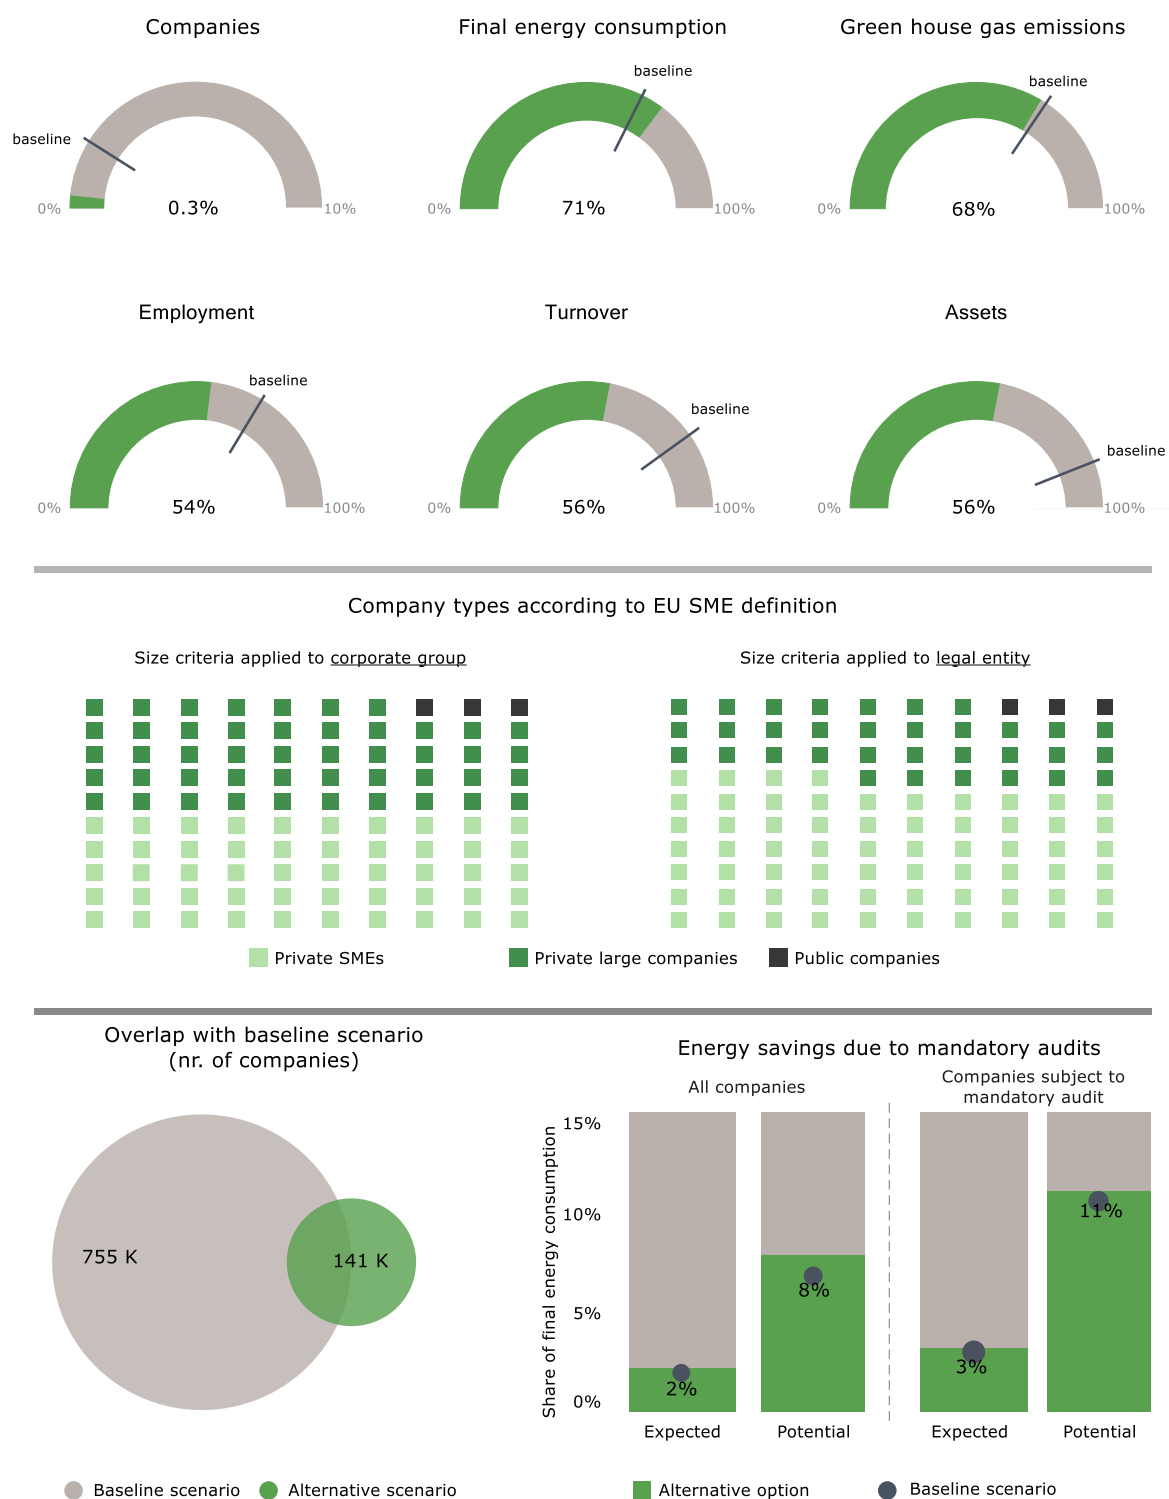 Companies
Final energy consumption
Green house gas emissions
baseline
baseline
baseline
0%
0.3%
10%
0%
71%
100%
0%
68%
100%
Employment
Turnover
Assets
baseline
baseline
baseline
0%
54%
100%
0%
56%
100%
0%
56%
100%
Company types according to EU SME definition
Size criteria applied to corporate group
Size criteria applied to legal entity
Private SMEs
Private large companies
Public companies
Overlap with baseline scenario
(nr. of companies)
755 K
141 K
Baseline scenario
Alternative scenario
Energy savings due to mandatory audits
All companies
Companies subject to
mandatory audit
Share of final energy consumption
15%
10%
5%
0%
2%
8%
3%
11%
Expected
Potential
Expected
Potential
Alternative option
Baseline scenario